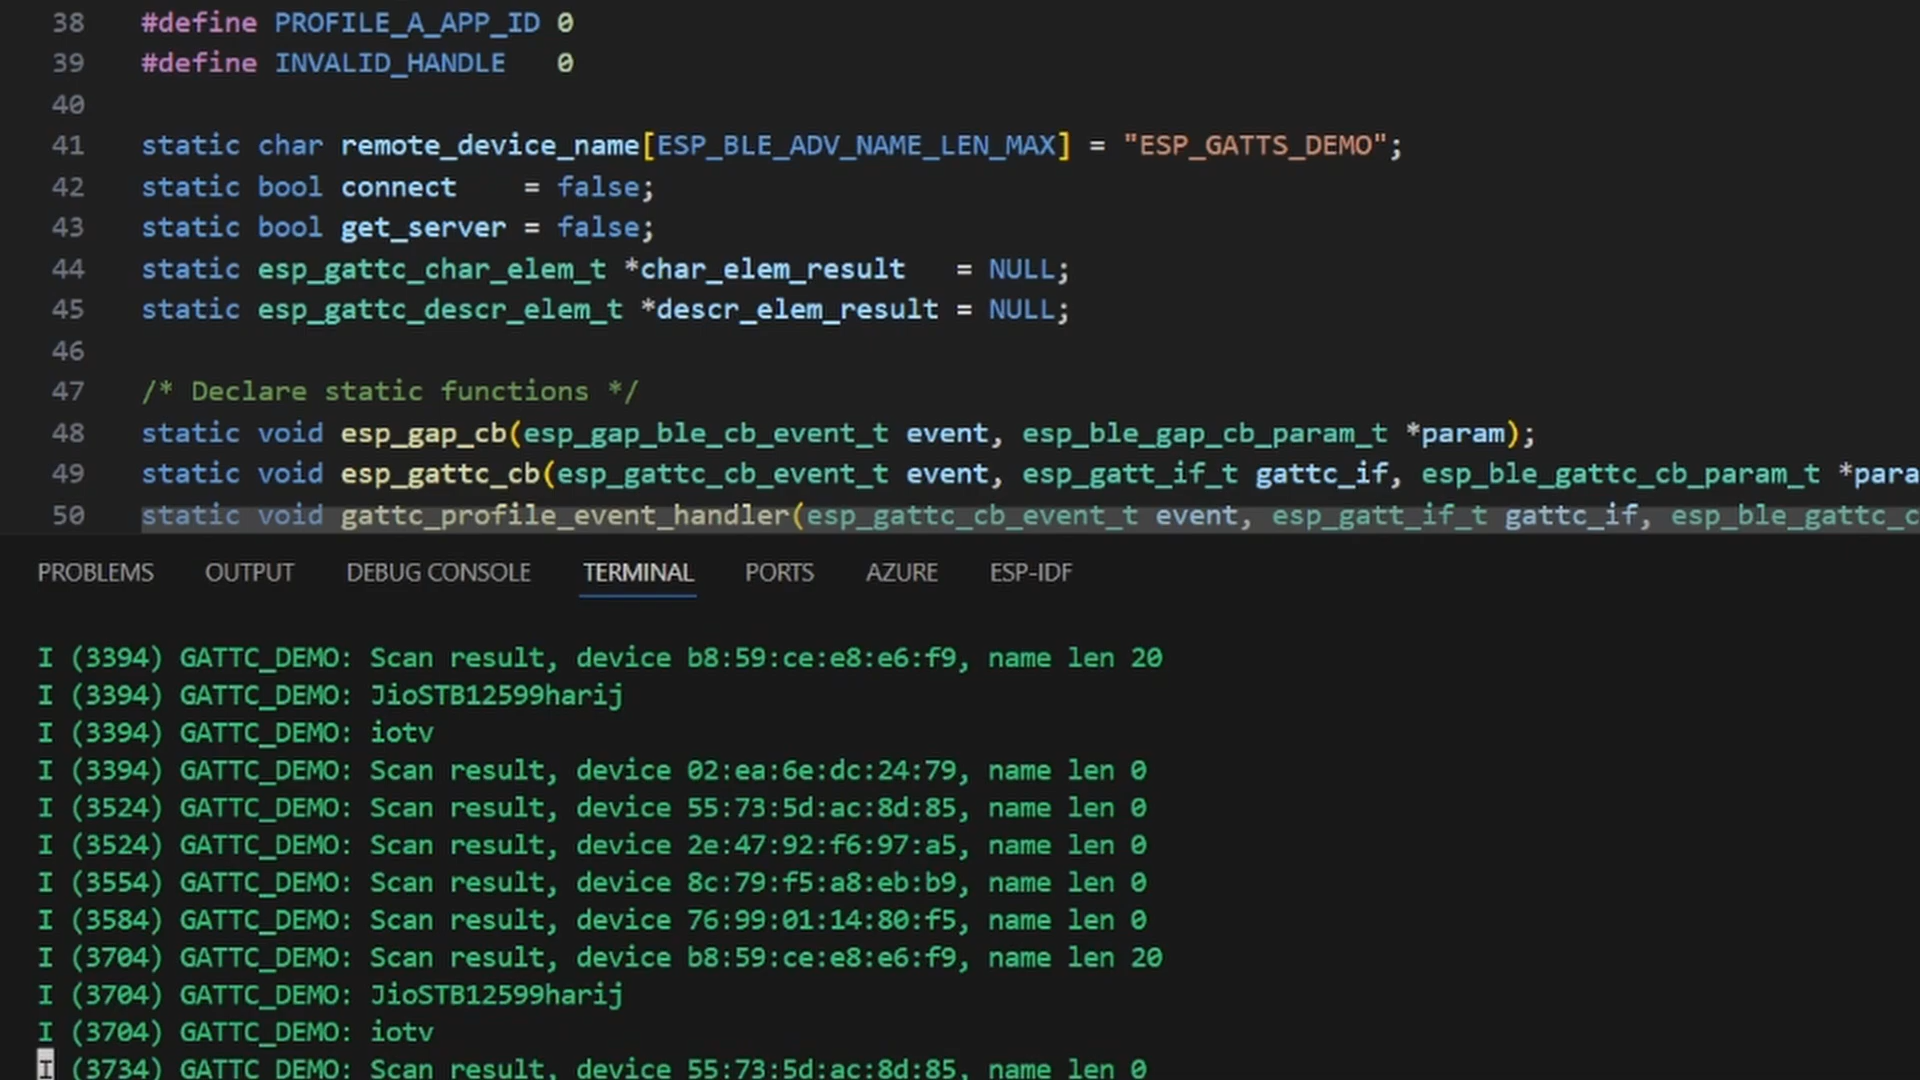 38 #define PROFILE_A_APP_ID 0
39 #define INVALID_HANDLE   0
40
41 static char remote_device_name[ESP_BLE_ADV_NAME_LEN_MAX] = "ESP_GATTS_DEMO";
42 static bool connect    = false;
43 static bool get_server = false;
44 static esp_gattc_char_elem_t *char_elem_result   = NULL;
45 static esp_gattc_descr_elem_t *descr_elem_result = NULL;
46
47 /* Declare static functions */
48 static void esp_gap_cb(esp_gap_ble_cb_event_t event, esp_ble_gap_cb_param_t *param);
49 static void esp_gattc_cb(esp_gattc_cb_event_t event, esp_gatt_if_t gattc_if, esp_ble_gattc_cb_param_t *para
50 static void gattc_profile_event_handler(esp_gattc_cb_event_t event, esp_gatt_if_t gattc_if, esp_ble_gattc_c
PROBLEMS OUTPUT DEBUG CONSOLE TERMINAL PORTS AZURE ESP-IDF
I (3394) GATTC_DEMO: Scan result, device b8:59:ce:e8:e6:f9, name len 20
I (3394) GATTC_DEMO: JioSTB12599harij
I (3394) GATTC_DEMO: iotv
I (3394) GATTC_DEMO: Scan result, device 02:ea:6e:dc:24:79, name len 0
I (3524) GATTC_DEMO: Scan result, device 55:73:5d:ac:8d:85, name len 0
I (3524) GATTC_DEMO: Scan result, device 2e:47:92:f6:97:a5, name len 0
I (3554) GATTC_DEMO: Scan result, device 8c:79:f5:a8:eb:b9, name len 0
I (3584) GATTC_DEMO: Scan result, device 76:99:01:14:80:f5, name len 0
I (3704) GATTC_DEMO: Scan result, device b8:59:ce:e8:e6:f9, name len 20
I (3704) GATTC_DEMO: JioSTB12599harij
I (3704) GATTC_DEMO: iotv
I (3734) GATTC_DEMO: Scan result, device 55:73:5d:ac:8d:85, name len 0